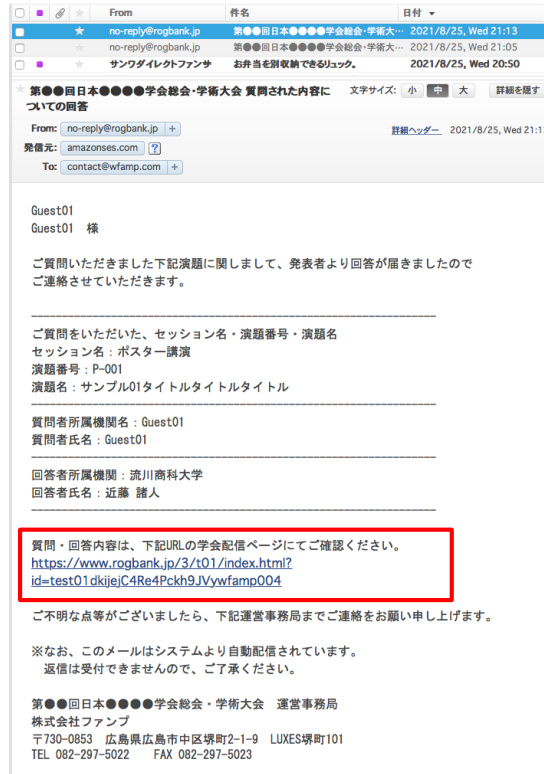 From 件名 日付
no-reply@rogbank.jp 第●●回日本●●●●学会総会・学術大… 2021/8/25, Wed 21:13
no-reply@rogbank.jp 第●●回日本●●●●学会総会・学術大… 2021/8/25, Wed 21:05
サンワダイレクトファンサ お弁当を別収納できるリュック。 2021/8/25, Wed 20:50
第●●回日本●●●●学会総会・学術大会 質問された内容に 文字サイズ: 小 中 大 詳細を隠す
ついての回答
From: no-reply@rogbank.jp + 詳細ヘッダー 2021/8/25, Wed 21:1
発信元: amazonses.com ?
To: contact@wfamp.com +
Guest01
Guest01 様
ご質問いただきました下記演題に関しまして、発表者より回答が届きましたので
ご連絡させていただきます。
ご質問をいただいた、セッション名・演題番号・演題名
セッション名：ポスター講演
演題番号：P-001
演題名：サンプル01タイトルタイトルタイトル
質問者所属機関名：Guest01
質問者氏名：Guest01
回答者所属機関：流川商科大学
回答者氏名：近藤 諸人
質問・回答内容は、下記URLの学会配信ページにてご確認ください。
https://www.rogbank.jp/3/t01/index.html?
id=test01dkijejC4Re4Pckh9JVywfamp004
ご不明な点等がございましたら、下記運営事務局までご連絡をお願い申し上げます。
※なお、このメールはシステムより自動配信されています。
返信は受付できませんので、ご了承ください。
第●●回日本●●●●学会総会・学術大会 運営事務局
株式会社ファンプ
〒730-0853 広島県広島市中区堺町2-1-9 LUXES堺町101
TEL 082-297-5022 FAX 082-297-5023